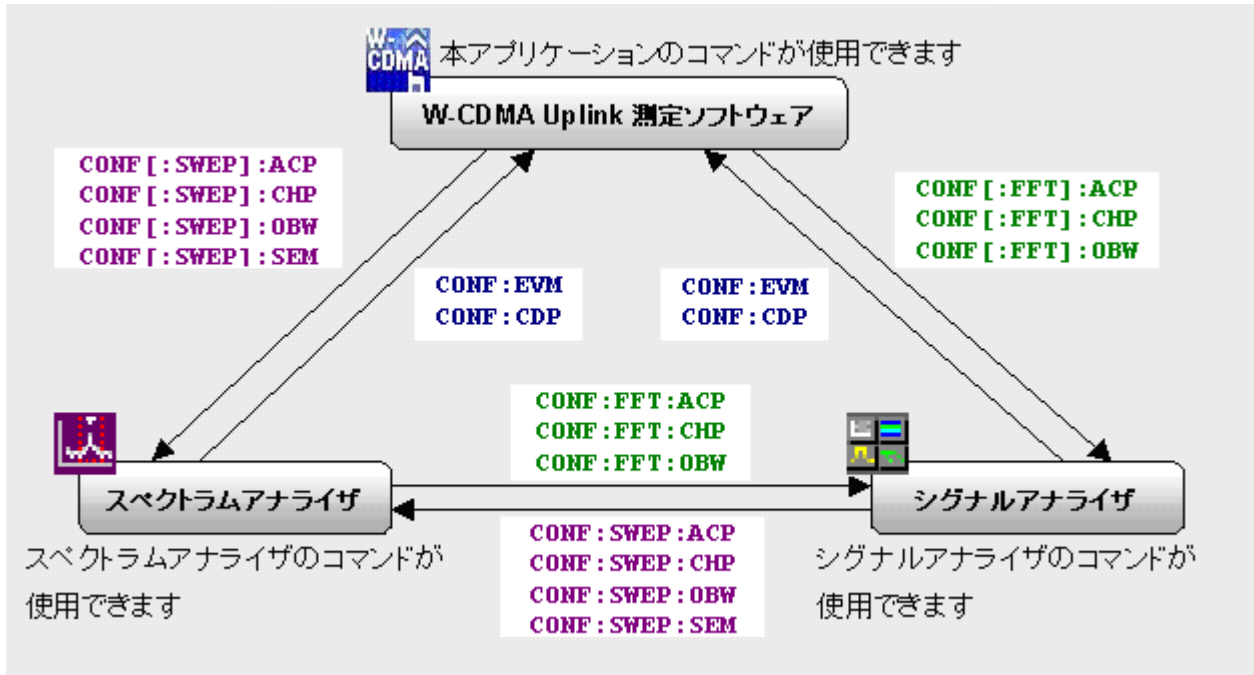 W-CDMA
本アプリケーションのコマンドが使用できます
W-CDMA Uplink 測定ソフトウェア
CONF[:SWEP]:ACP
CONF[:SWEP]:CHP
CONF[:SWEP]:OBW
CONF[:SWEP]:SEM
CONF[:FFT]:ACP
CONF[:FFT]:CHP
CONF[:FFT]:OBW
CONF:EVM
CONF:CDP
CONF:EVM
CONF:CDP
CONF:FFT:ACP
CONF:FFT:CHP
CONF:FFT:OBW
スペクトラムアナライザ
シグナルアナライザ
CONF:SWEP:ACP
CONF:SWEP:CHP
CONF:SWEP:OBW
CONF:SWEP:SEM
スペクトラムアナライザのコマンドが
使用できます
シグナルアナライザのコマンドが
使用できます